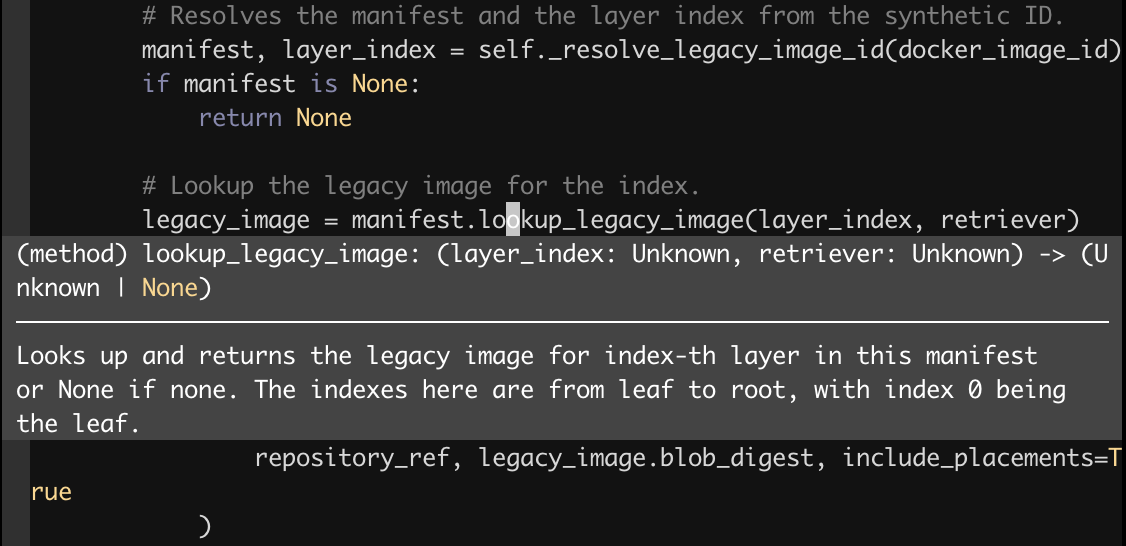 # Resolves the manifest and the layer index from the synthetic ID.
manifest, layer_index = self._resolve_legacy_image_id(docker_image_id)
if manifest is None:
return None
# Lookup the legacy image for the index.
legacy_image = manifest.lookup_legacy_image(layer_index, retriever)
(method) lookup_legacy_image: (layer_index: Unknown, retriever: Unknown) -> (U
nknown | None)
Looks up and returns the legacy image for index-th layer in this manifest
or None if none. The indexes here are from leaf to root, with index 0 being
the leaf.
repository_ref, legacy_image.blob_digest, include_placements=T
rue
)